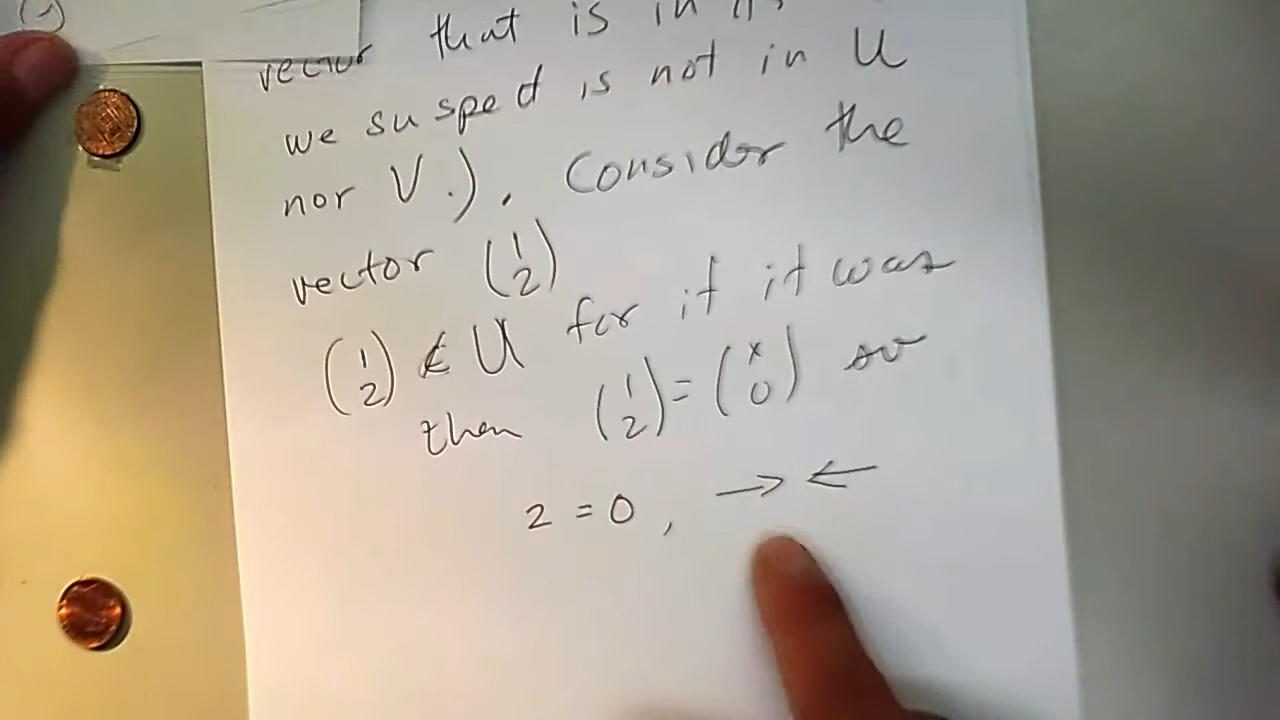 vector that is in
we suspect is not in U
nor V.). Consider the
vector (1 2)
(1 2) ∉ U for if it was
then (1 2) = (x 0) so
2 = 0, → ←